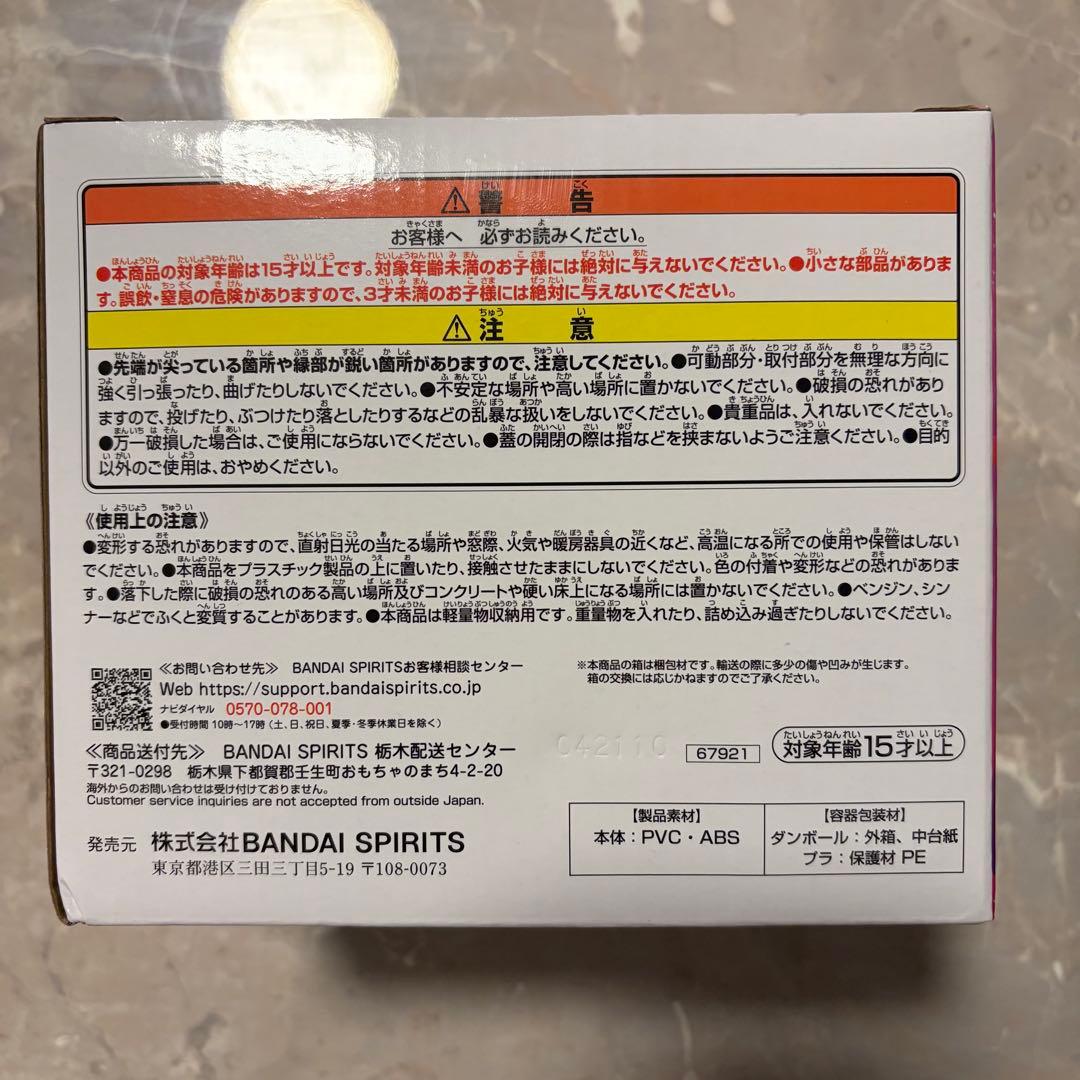 ⚠警告
お客様へ 必ずお読みください。
●本商品の対象年齢は15才以上です。対象年齢未満のお子様には絶対に与えないでください。●小さな部品がありま
す。誤飲・窒息の危険がありますので、3才未満のお子様には絶対に与えないでください。
⚠注意
●先端が尖っている箇所や縁部が鋭い箇所がありますので、注意してください。●可動部分・取付部分を無理な方向に
強く引っ張ったり、曲げたりしないでください。●不安定な場所や高い場所に置かないでください。●破損の恐れがあり
ますので、投げたり、ぶつけたり落としたりするなどの乱暴な扱いをしないでください。●貴重品は、入れないでください。
●万一破損した場合は、ご使用にならないでください。●蓋の開閉の際は指などを挟まないようご注意ください。●目的
以外のご使用は、おやめください。
《使用上の注意》
●変形する恐れがありますので、直射日光の当たる場所や窓際、火気や暖房器具の近くなど、高温になる所での使用や保管はしない
でください。●本商品をプラスチック製品の上に置いたり、接触させたままにしないでください。色の付着や変形などの恐れがありま
す。●落下した際に破損の恐れのある高い場所及びコンクリートや硬い床上になる場所には置かないでください。●ベンジン、シン
ナーなどでふくと変質することがあります。●本商品は軽量物収納用です。重量物を入れたり、詰め込み過ぎたりしないでください。
≪お問い合わせ先≫ BANDAI SPIRITSお客様相談センター
Web https://support.bandaispirits.co.jp
ナビダイヤル 0570-078-001
●受付時間 10時〜17時（土、日、祝日、夏季・冬季休業日を除く）
※本商品の箱は梱包材です。輸送の際に多少の傷や凹みが生じます。
箱の交換には応じかねますのでご了承ください。
≪商品送付先≫ BANDAI SPIRITS 栃木配送センター
〒321-0298 栃木県下都賀郡壬生町おもちゃのまち4-2-20
海外からのお問い合わせは受け付けておりません。
Customer service inquiries are not accepted from outside Japan.
C42110
67921
対象年齢15才以上
発売元 株式会社BANDAI SPIRITS
東京都港区三田三丁目5-19 〒108-0073
【製品素材】
本体：PVC・ABS
【容器包装材】
ダンボール：外箱、中台紙
プラ：保護材 PE